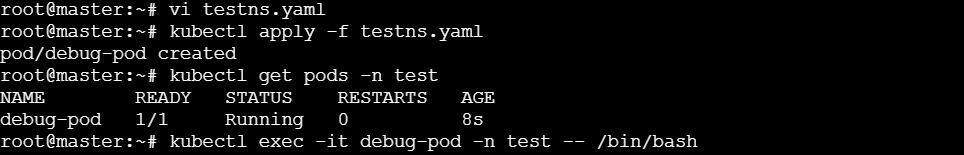 root@master:~# vi testns.yaml
root@master:~# kubectl apply -f testns.yaml
pod/debug-pod created
root@master:~# kubectl get pods -n test
NAME        READY   STATUS    RESTARTS   AGE
debug-pod   1/1     Running   0          8s
root@master:~# kubectl exec -it debug-pod -n test -- /bin/bash